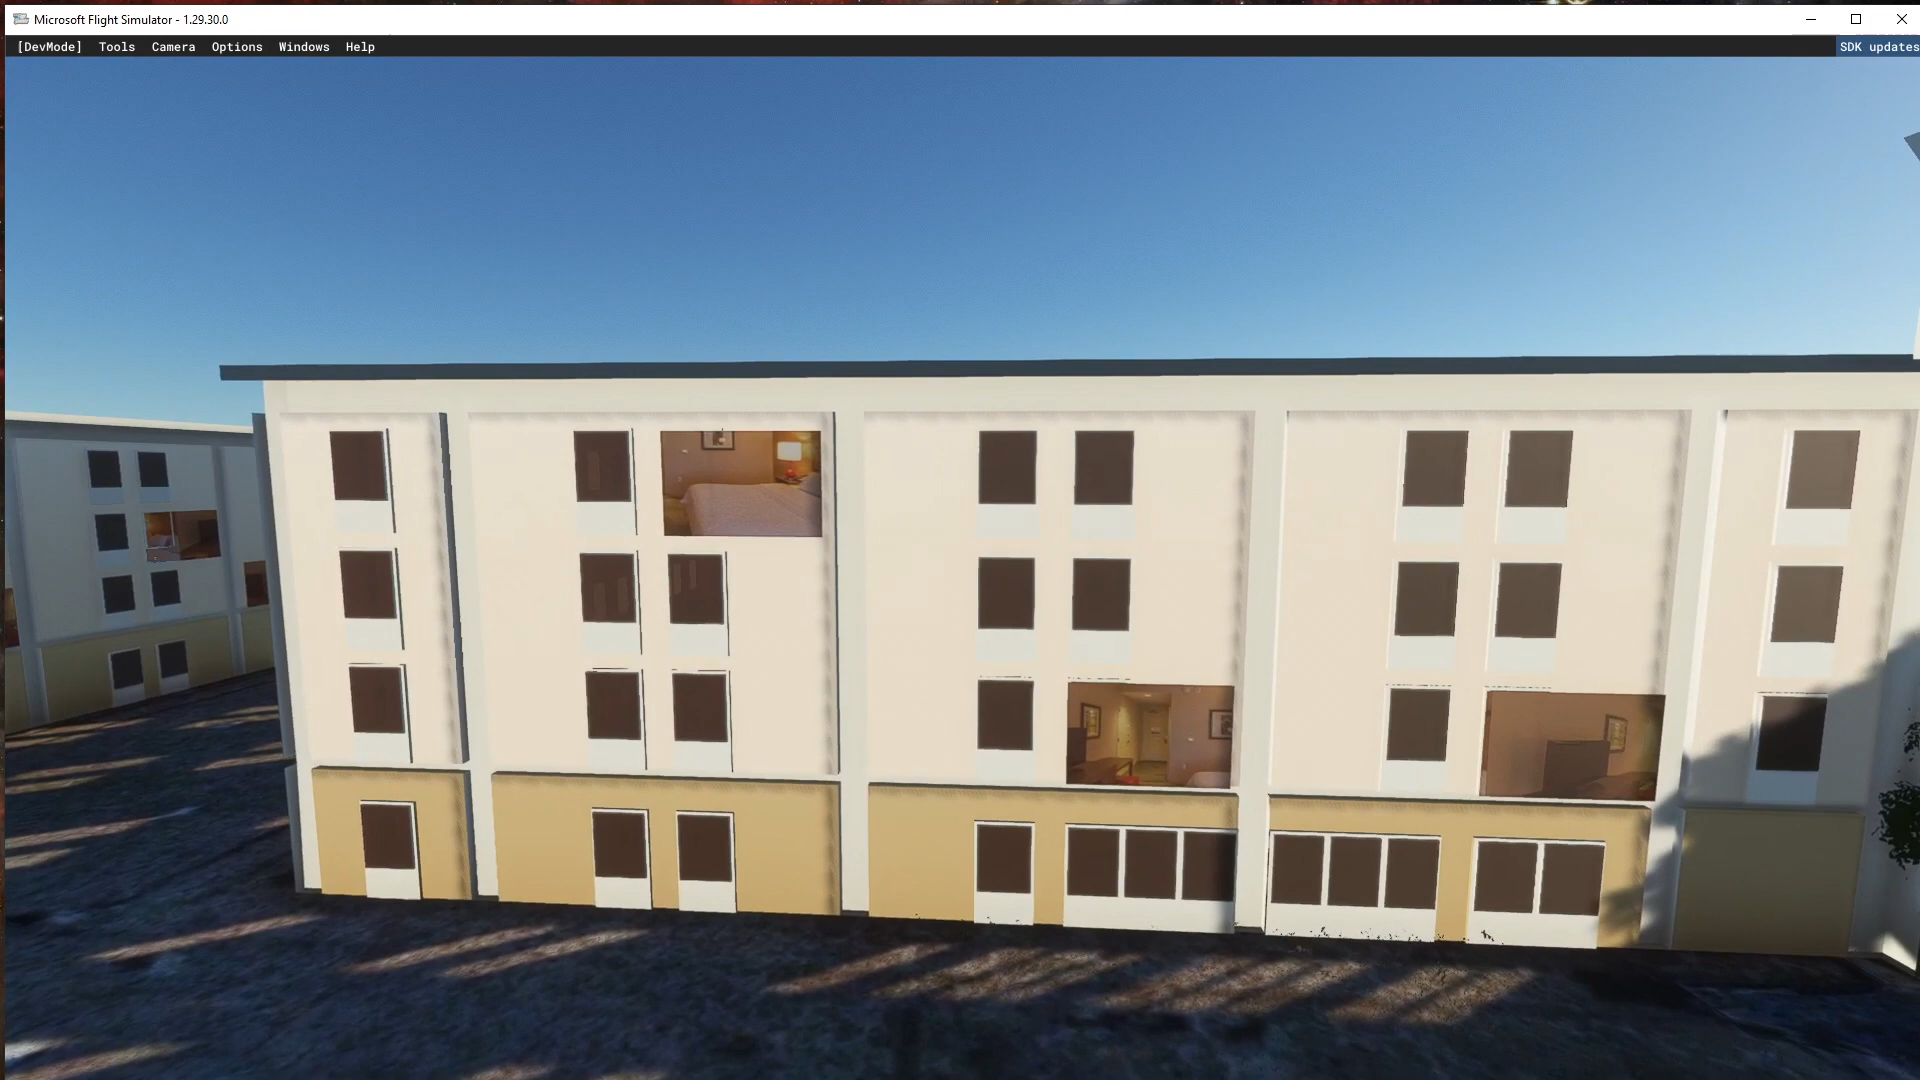 Microsoft Flight Simulator - 1.29.30.0
[DevMode] Tools Camera Options Windows Help
SDK updates